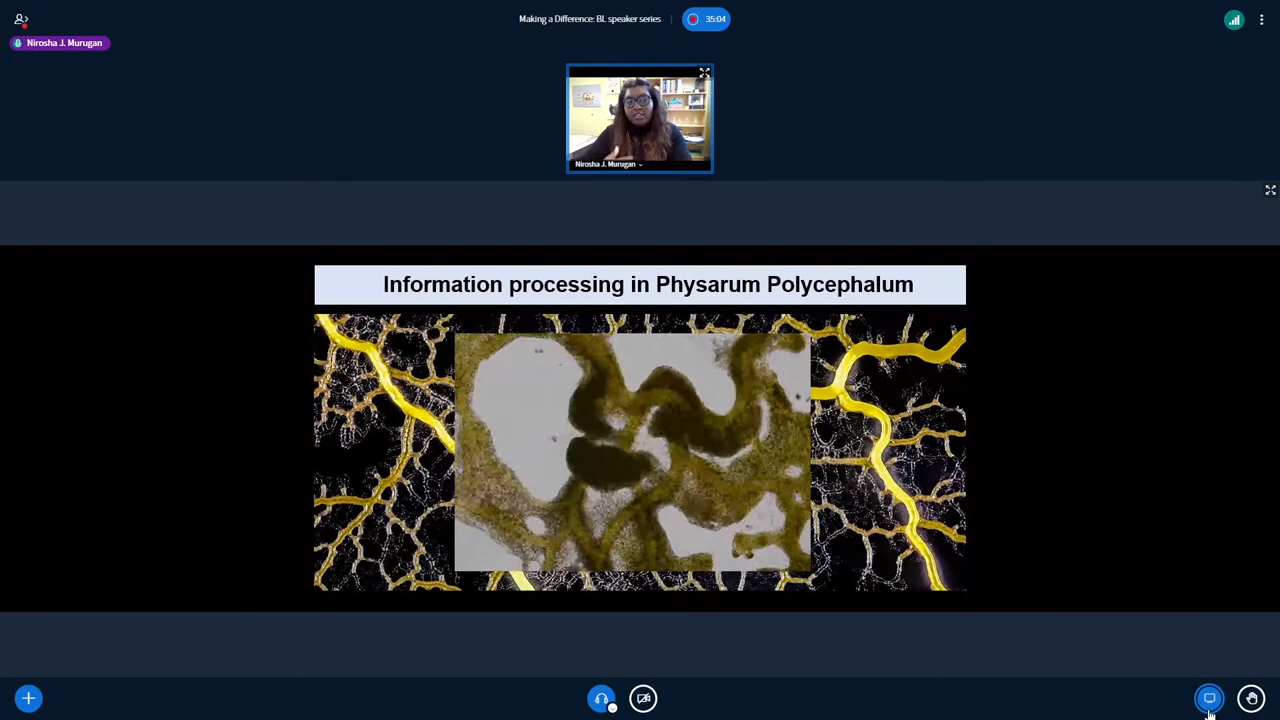 Making a Difference: BL speaker series
35:04
Nirosha J. Murugan
Nirosha J. Murugan
Information processing in Physarum Polycephalum